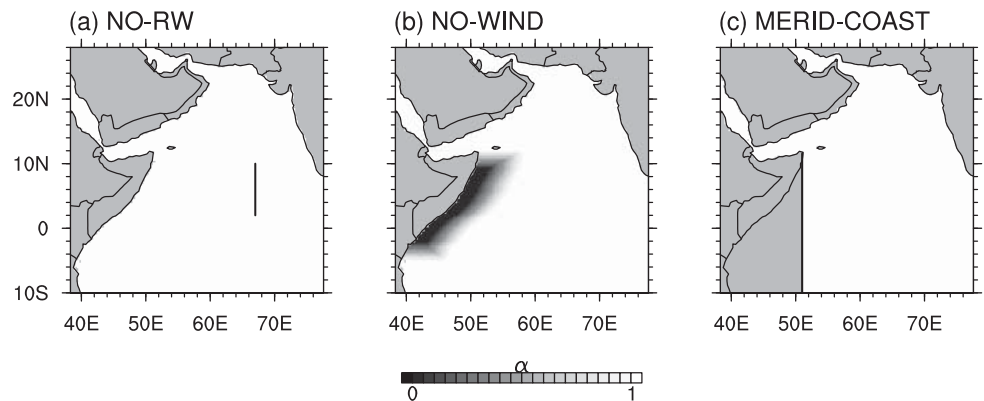 (a) NO-RW (b) NO-WIND (c) MERID-COAST
20N
10N
0
10S
40E 50E 60E 70E 40E 50E 60E 70E 40E 50E 60E 70E
α
0 1